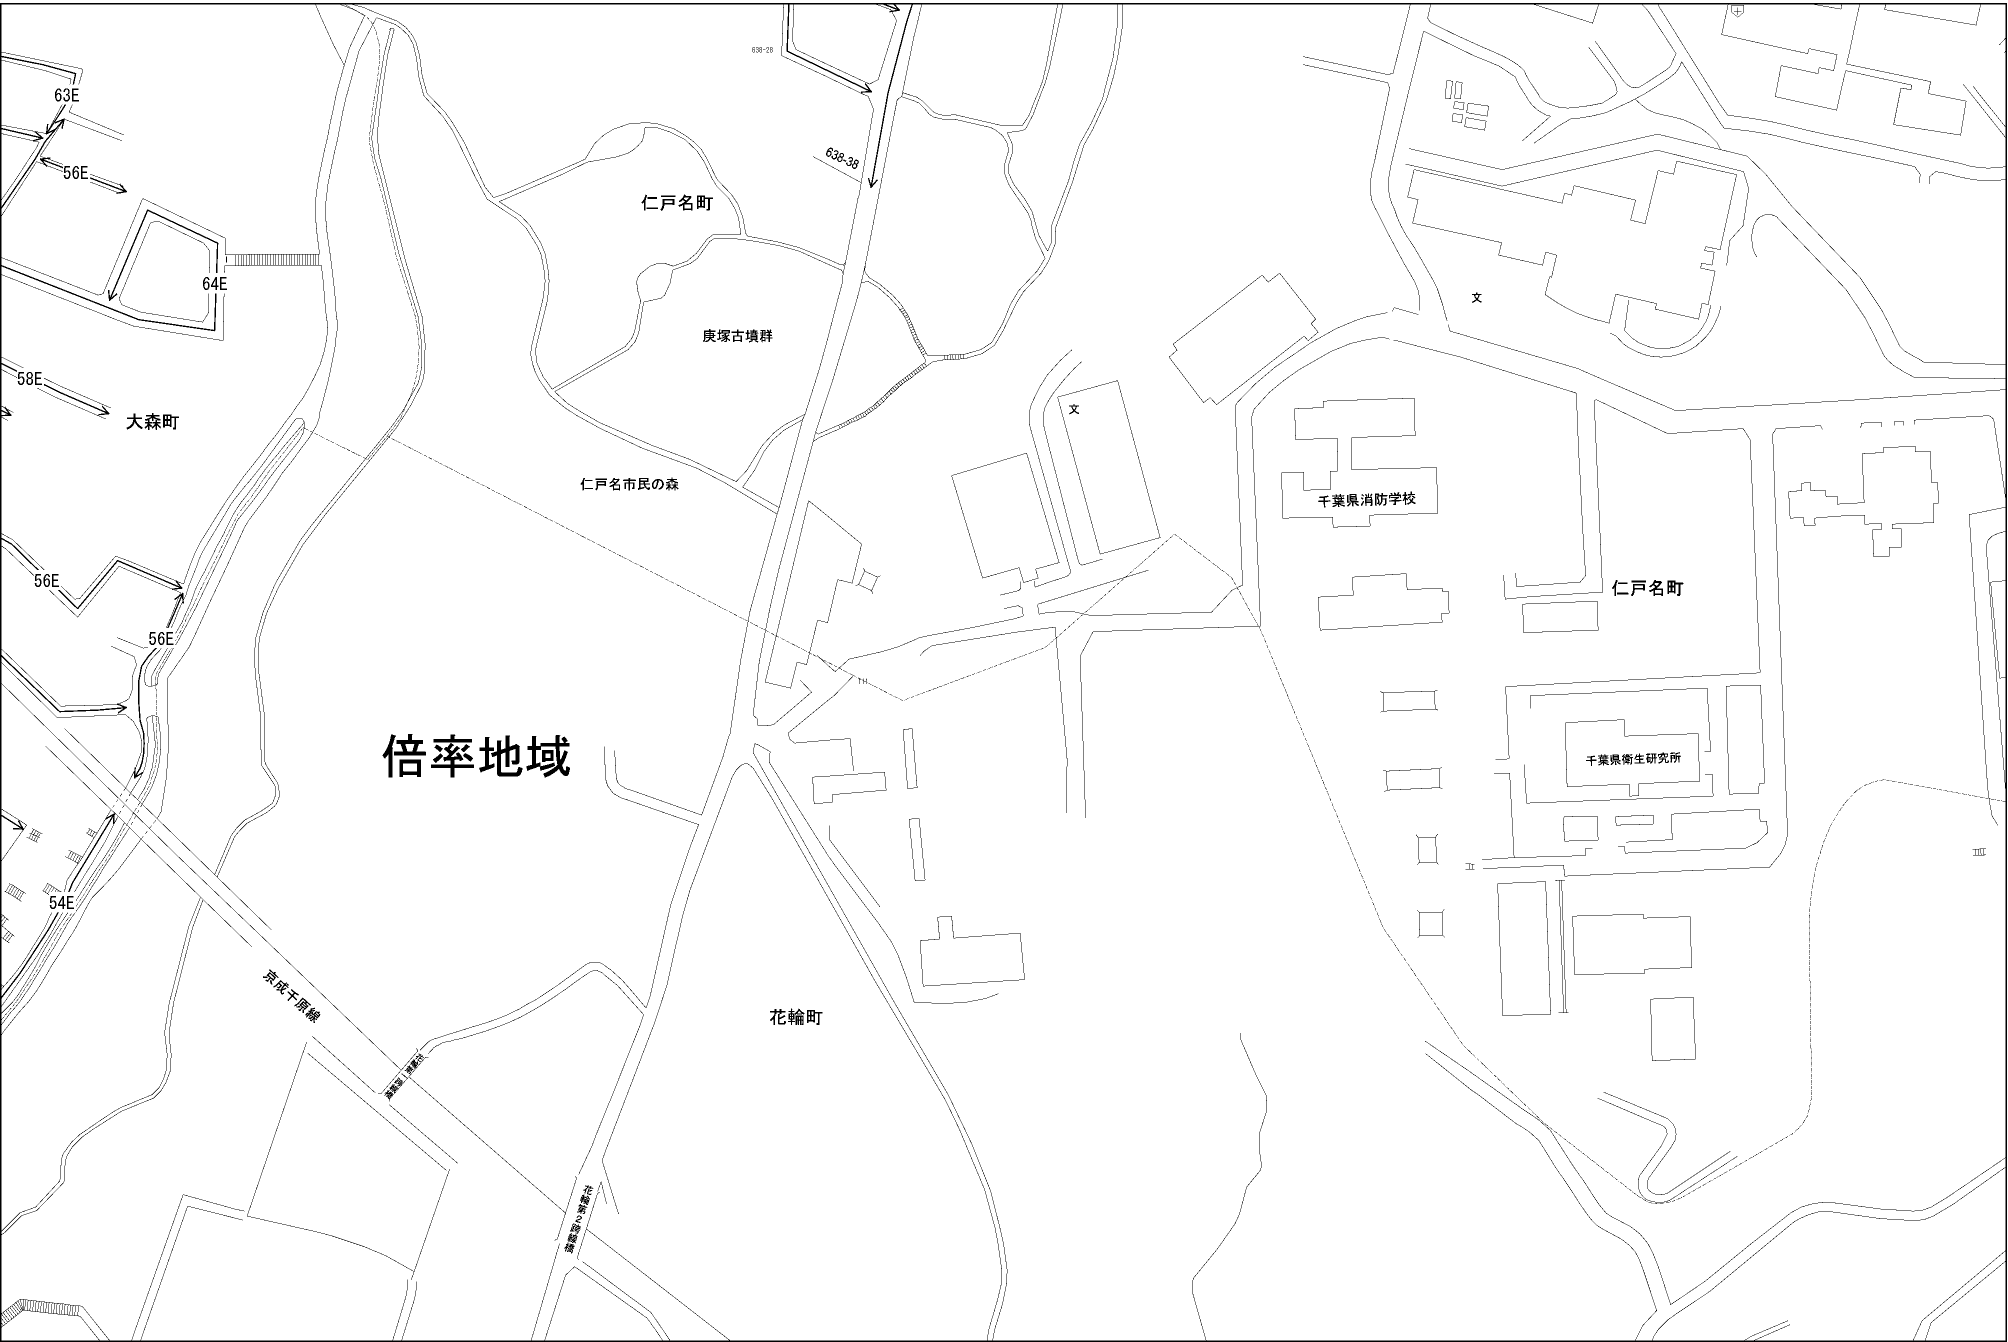 638-28
63E
638-38
56E
仁戸名町
64E
文
庚塚古墳群
58E
文
大森町
仁戸名市民の森
千葉県消防学校
56E
仁戸名町
56E
倍率地域
千葉県衛生研究所
54E
京成千原線
花輪町
花輪第2跨線橋